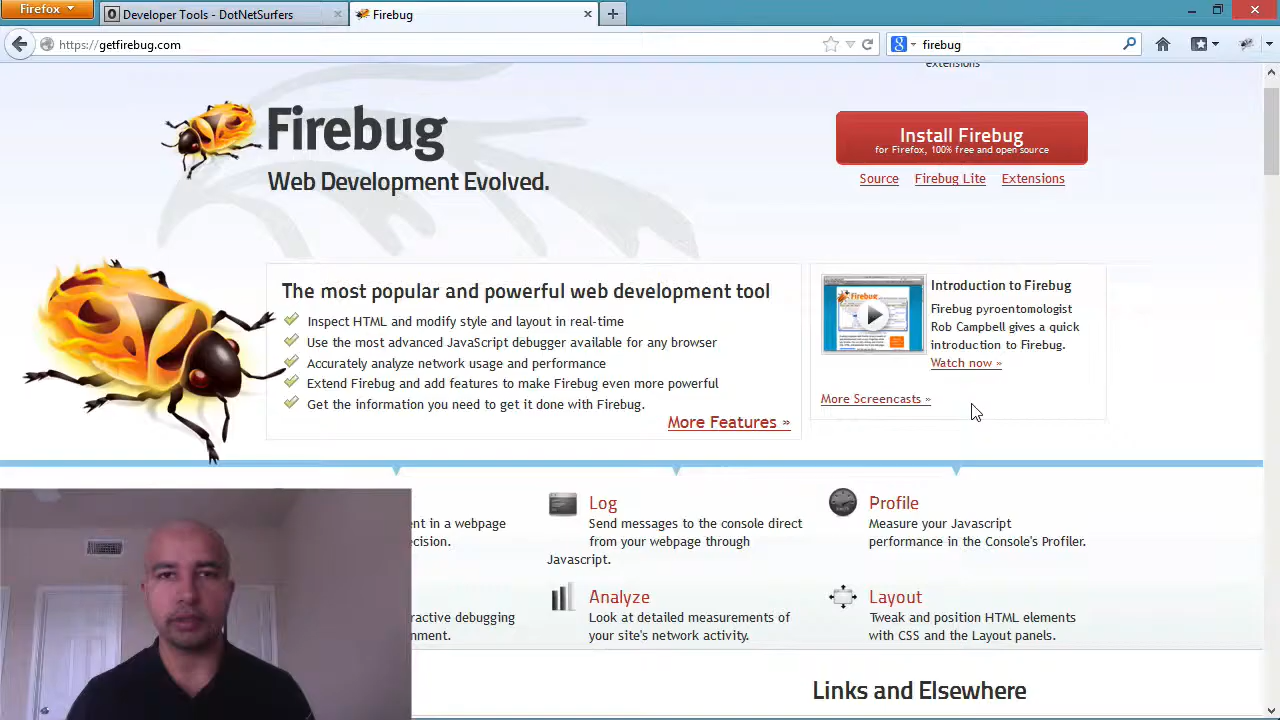 Firefox
Developer Tools - DotNetSurfers
Firebug
https://getfirebug.com
firebug
extensions
Firebug
Web Development Evolved.
Install Firebug
for Firefox, 100% free and open source
Source
Firebug Lite
Extensions
The most popular and powerful web development tool
Inspect HTML and modify style and layout in real-time
Use the most advanced JavaScript debugger available for any browser
Accurately analyze network usage and performance
Extend Firebug and add features to make Firebug even more powerful
Get the information you need to get it done with Firebug.
More Features »
Introduction to Firebug
Firebug pyroentomologist
Rob Campbell gives a quick
introduction to Firebug.
Watch now »
More Screencasts »
nt in a webpage
cision.
Log
Send messages to the console direct
from your webpage through
Javascript.
Profile
Measure your Javascript
performance in the Console's Profiler.
ractive debugging
nment.
Analyze
Look at detailed measurements of
your site's network activity.
Layout
Tweak and position HTML elements
with CSS and the Layout panels.
Links and Elsewhere